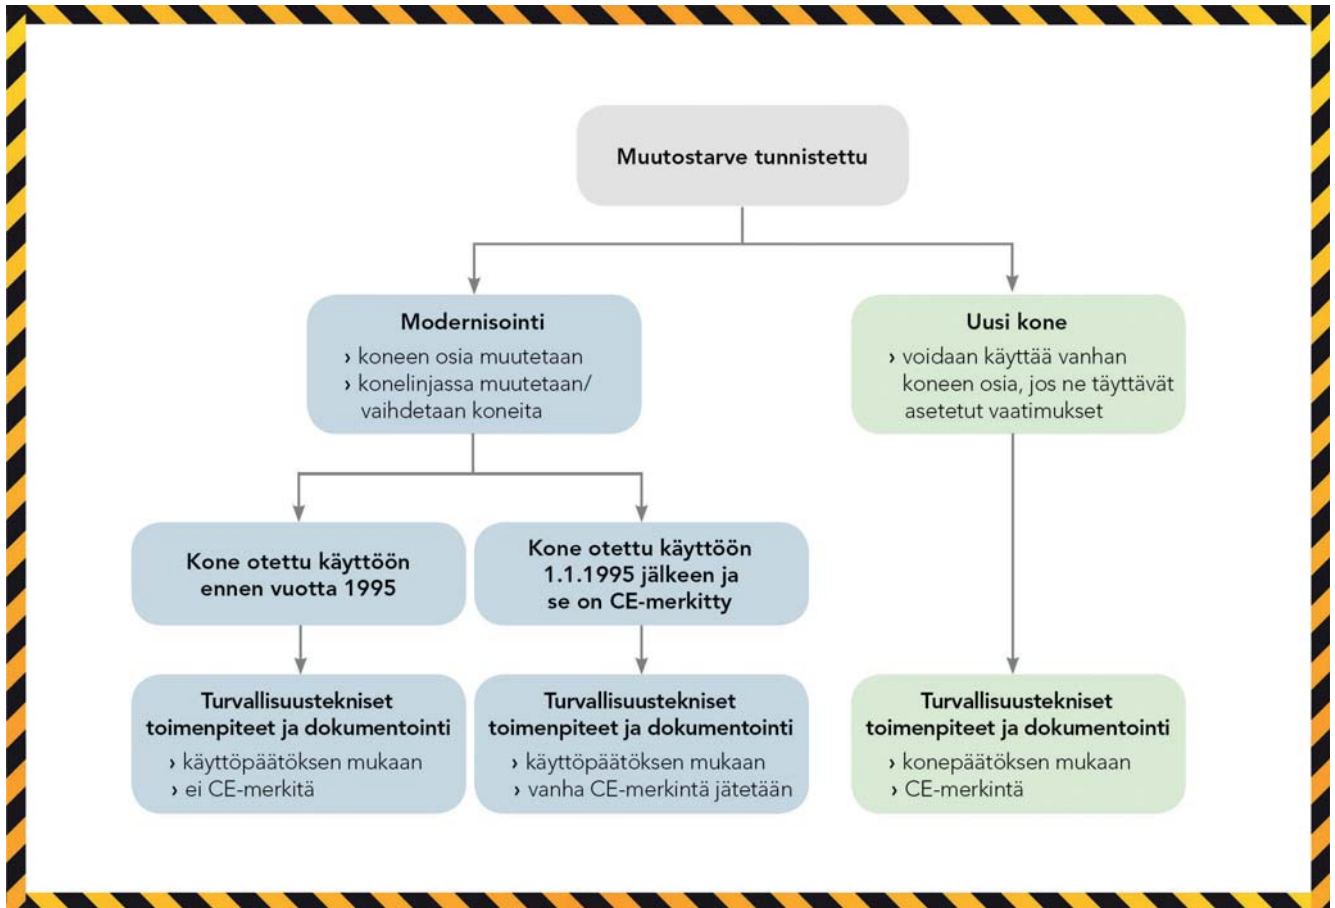 Muutostarve tunnistettu
Modernisointi
› koneen osia muutetaan
› konelinjassa muutetaan/
vaihdetaan koneita
Uusi kone
› voidaan käyttää vanhan
koneen osia, jos ne täyttävät
asetetut vaatimukset
Kone otettu käyttöön
ennen vuotta 1995
Kone otettu käyttöön
1.1.1995 jälkeen ja
se on CE-merkitty
Turvallisuustekniset
toimenpiteet ja dokumentointi
› käyttöpäätöksen mukaan
› ei CE-merkitä
Turvallisuustekniset
toimenpiteet ja dokumentointi
› käyttöpäätöksen mukaan
› vanha CE-merkintä jätetään
Turvallisuustekniset
toimenpiteet ja dokumentointi
› konepäätöksen mukaan
› CE-merkintä